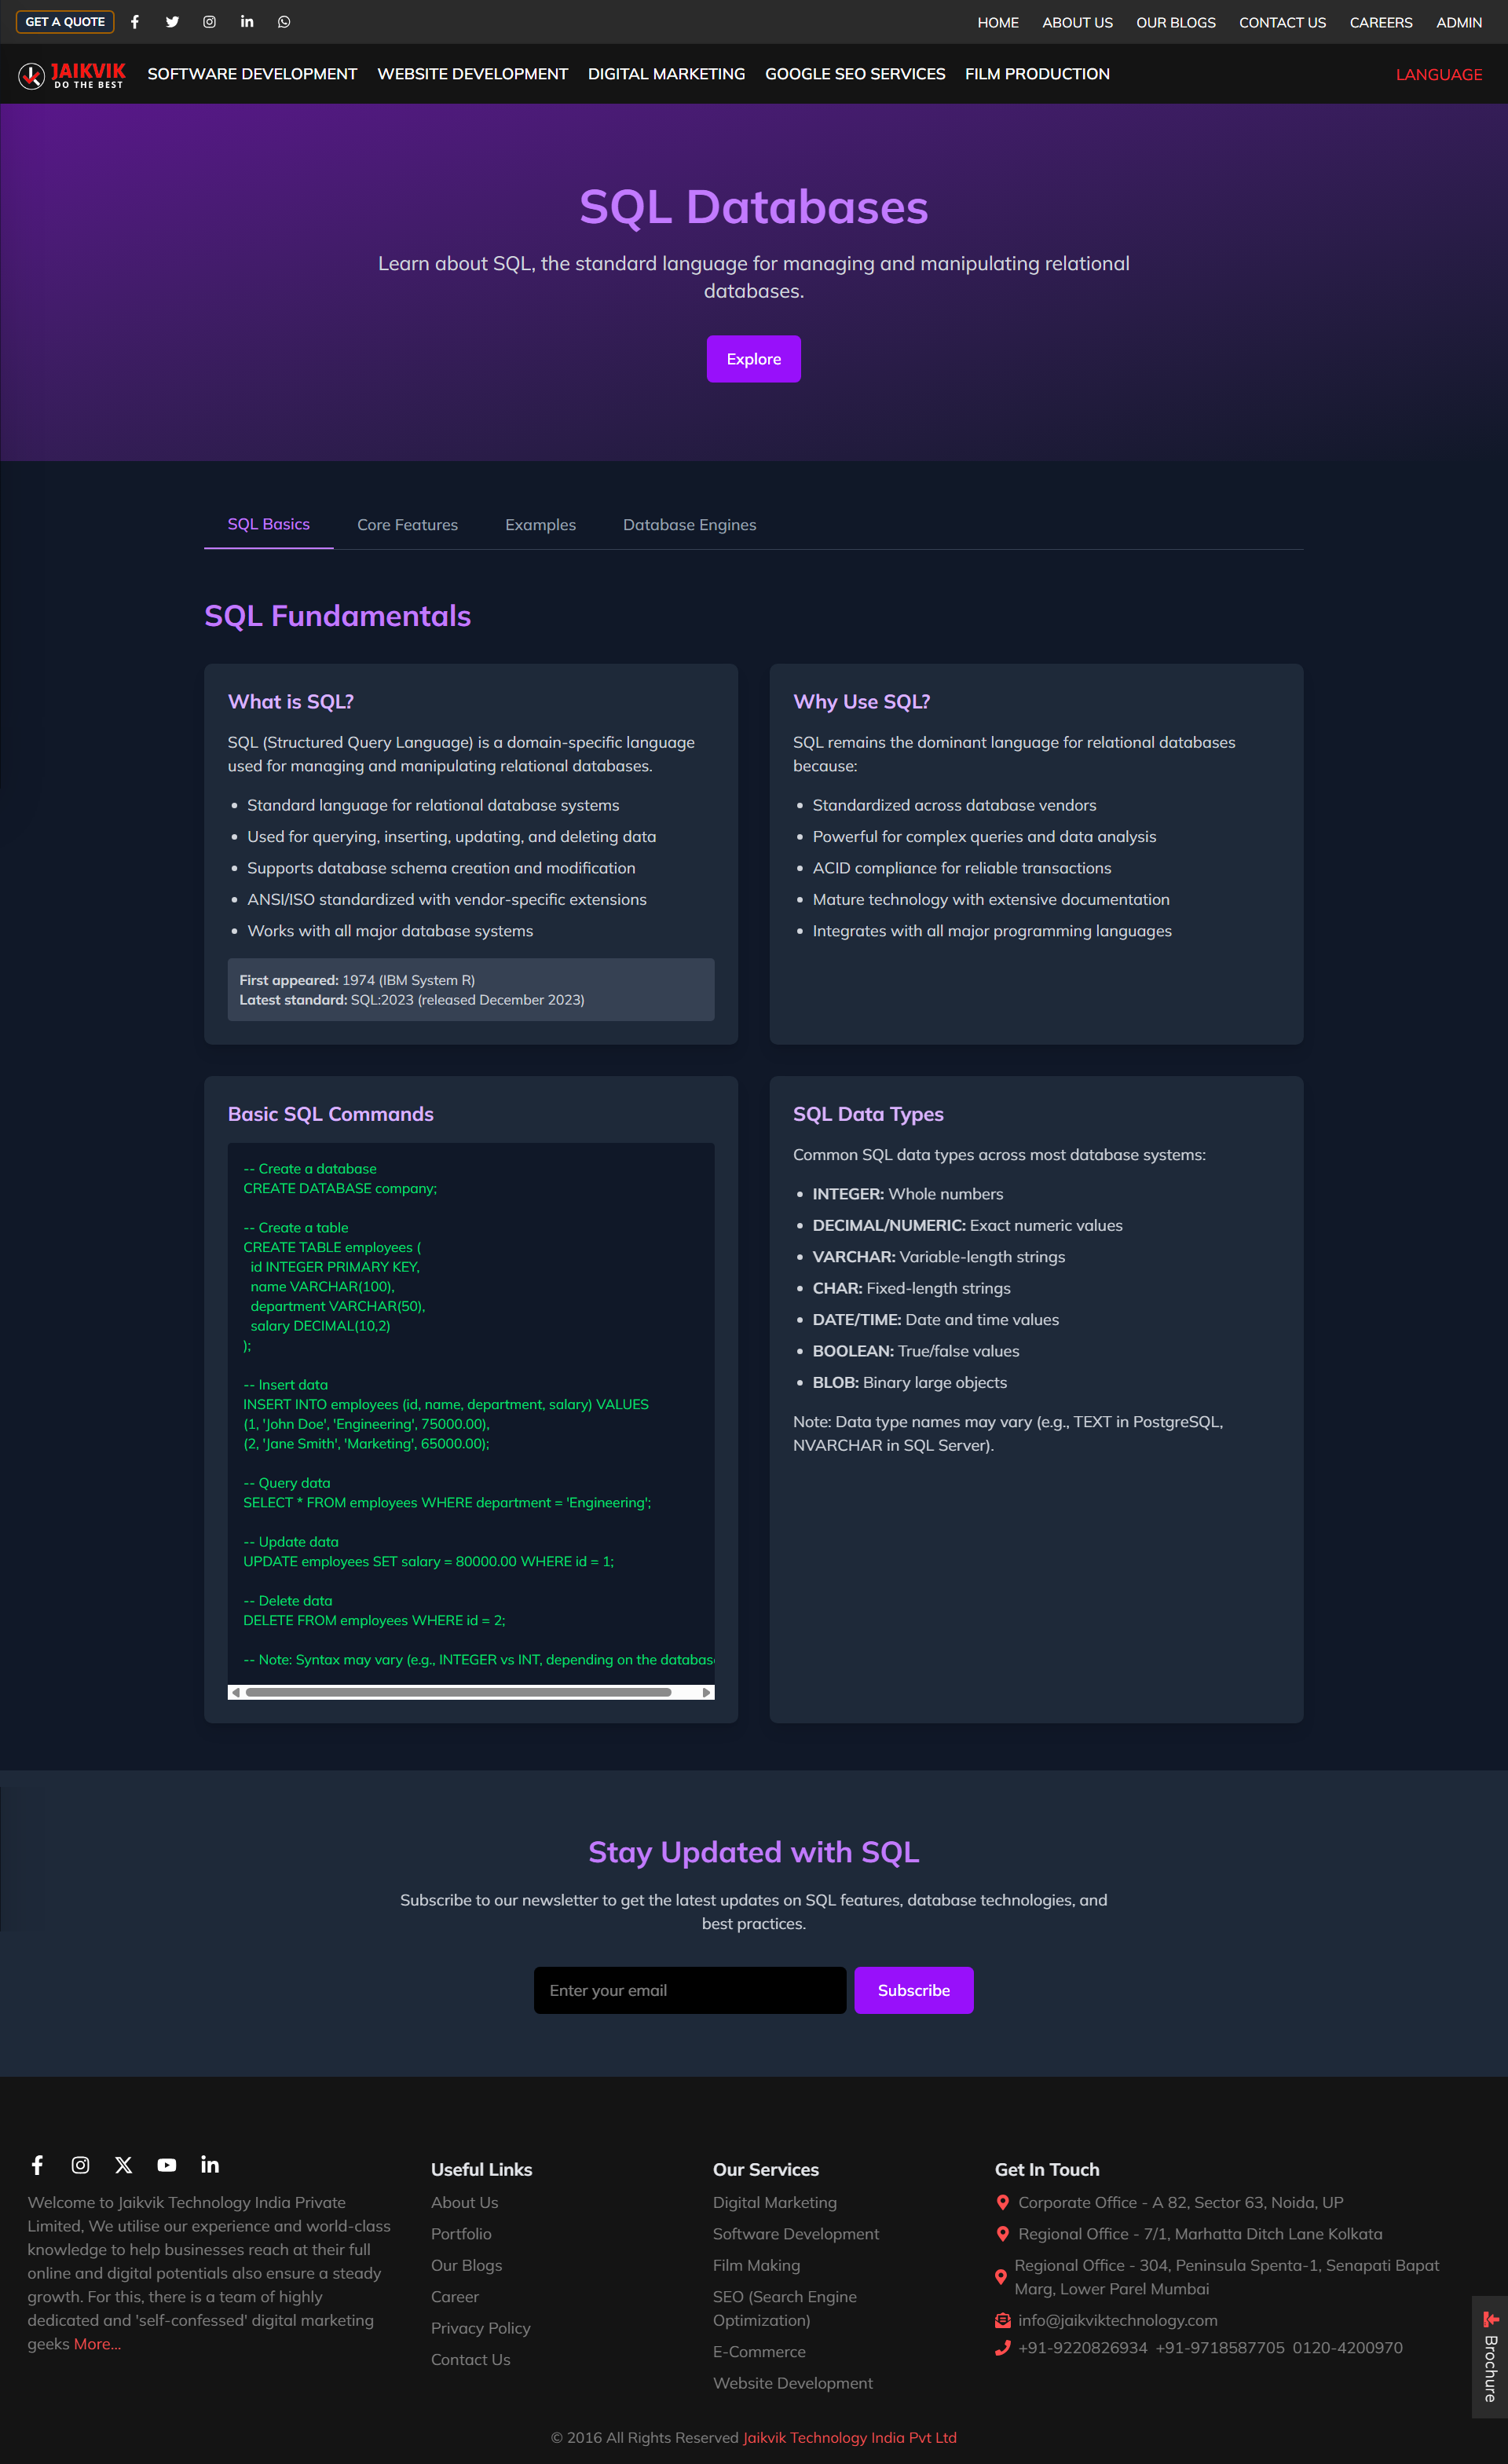 GET A QUOTE
HOME ABOUT US OUR BLOGS CONTACT US CAREERS ADMIN
JAIKVIK
DO THE BEST
SOFTWARE DEVELOPMENT WEBSITE DEVELOPMENT DIGITAL MARKETING GOOGLE SEO SERVICES FILM PRODUCTION
LANGUAGE
SQL Databases
Learn about SQL, the standard language for managing and manipulating relational
databases.
Explore
SQL Basics Core Features Examples Database Engines
SQL Fundamentals
What is SQL?
SQL (Structured Query Language) is a domain-specific language
used for managing and manipulating relational databases.
• Standard language for relational database systems
• Used for querying, inserting, updating, and deleting data
• Supports database schema creation and modification
• ANSI/ISO standardized with vendor-specific extensions
• Works with all major database systems
First appeared: 1974 (IBM System R)
Latest standard: SQL:2023 (released December 2023)
Why Use SQL?
SQL remains the dominant language for relational databases
because:
• Standardized across database vendors
• Powerful for complex queries and data analysis
• ACID compliance for reliable transactions
• Mature technology with extensive documentation
• Integrates with all major programming languages
Basic SQL Commands
-- Create a database
CREATE DATABASE company;
-- Create a table
CREATE TABLE employees (
id INTEGER PRIMARY KEY,
name VARCHAR(100),
department VARCHAR(50),
salary DECIMAL(10,2)
);
-- Insert data
INSERT INTO employees (id, name, department, salary) VALUES
(1, 'John Doe', 'Engineering', 75000.00),
(2, 'Jane Smith', 'Marketing', 65000.00);
-- Query data
SELECT * FROM employees WHERE department = 'Engineering';
-- Update data
UPDATE employees SET salary = 80000.00 WHERE id = 1;
-- Delete data
DELETE FROM employees WHERE id = 2;
-- Note: Syntax may vary (e.g., INTEGER vs INT, depending on the
SQL Data Types
Common SQL data types across most database systems:
• INTEGER: Whole numbers
• DECIMAL/NUMERIC: Exact numeric values
• VARCHAR: Variable-length strings
• CHAR: Fixed-length strings
• DATE/TIME: Date and time values
• BOOLEAN: True/false values
• BLOB: Binary large objects
Note: Data type names may vary (e.g., TEXT in PostgreSQL,
NVARCHAR in SQL Server).
Stay Updated with SQL
Subscribe to our newsletter to get the latest updates on SQL features, database technologies, and
best practices.
Enter your email
Subscribe
Welcome to Jaikvik Technology India Private
Limited, We utilise our experience and world-class
knowledge to help businesses reach at their full
online and digital potentials also ensure a steady
growth. For this, there is a team of highly
dedicated and 'self-confessed' digital marketing
geeks More...
Useful Links
About Us
Portfolio
Our Blogs
Career
Privacy Policy
Contact Us
Our Services
Digital Marketing
Software Development
Film Making
SEO (Search Engine
Optimization)
E-Commerce
Website Development
Get In Touch
Corporate Office - A 82, Sector 63, Noida, UP
Regional Office - 7/1, Marhatta Ditch Lane Kolkata
Regional Office - 304, Peninsula Spenta-1, Senapati Bapat
Marg, Lower Parel Mumbai
info@jaikviktechnology.com
+91-9220826934 +91-9718587705 0120-4200970
Brochure
© 2016 All Rights Reserved Jaikvik Technology India Pvt Ltd